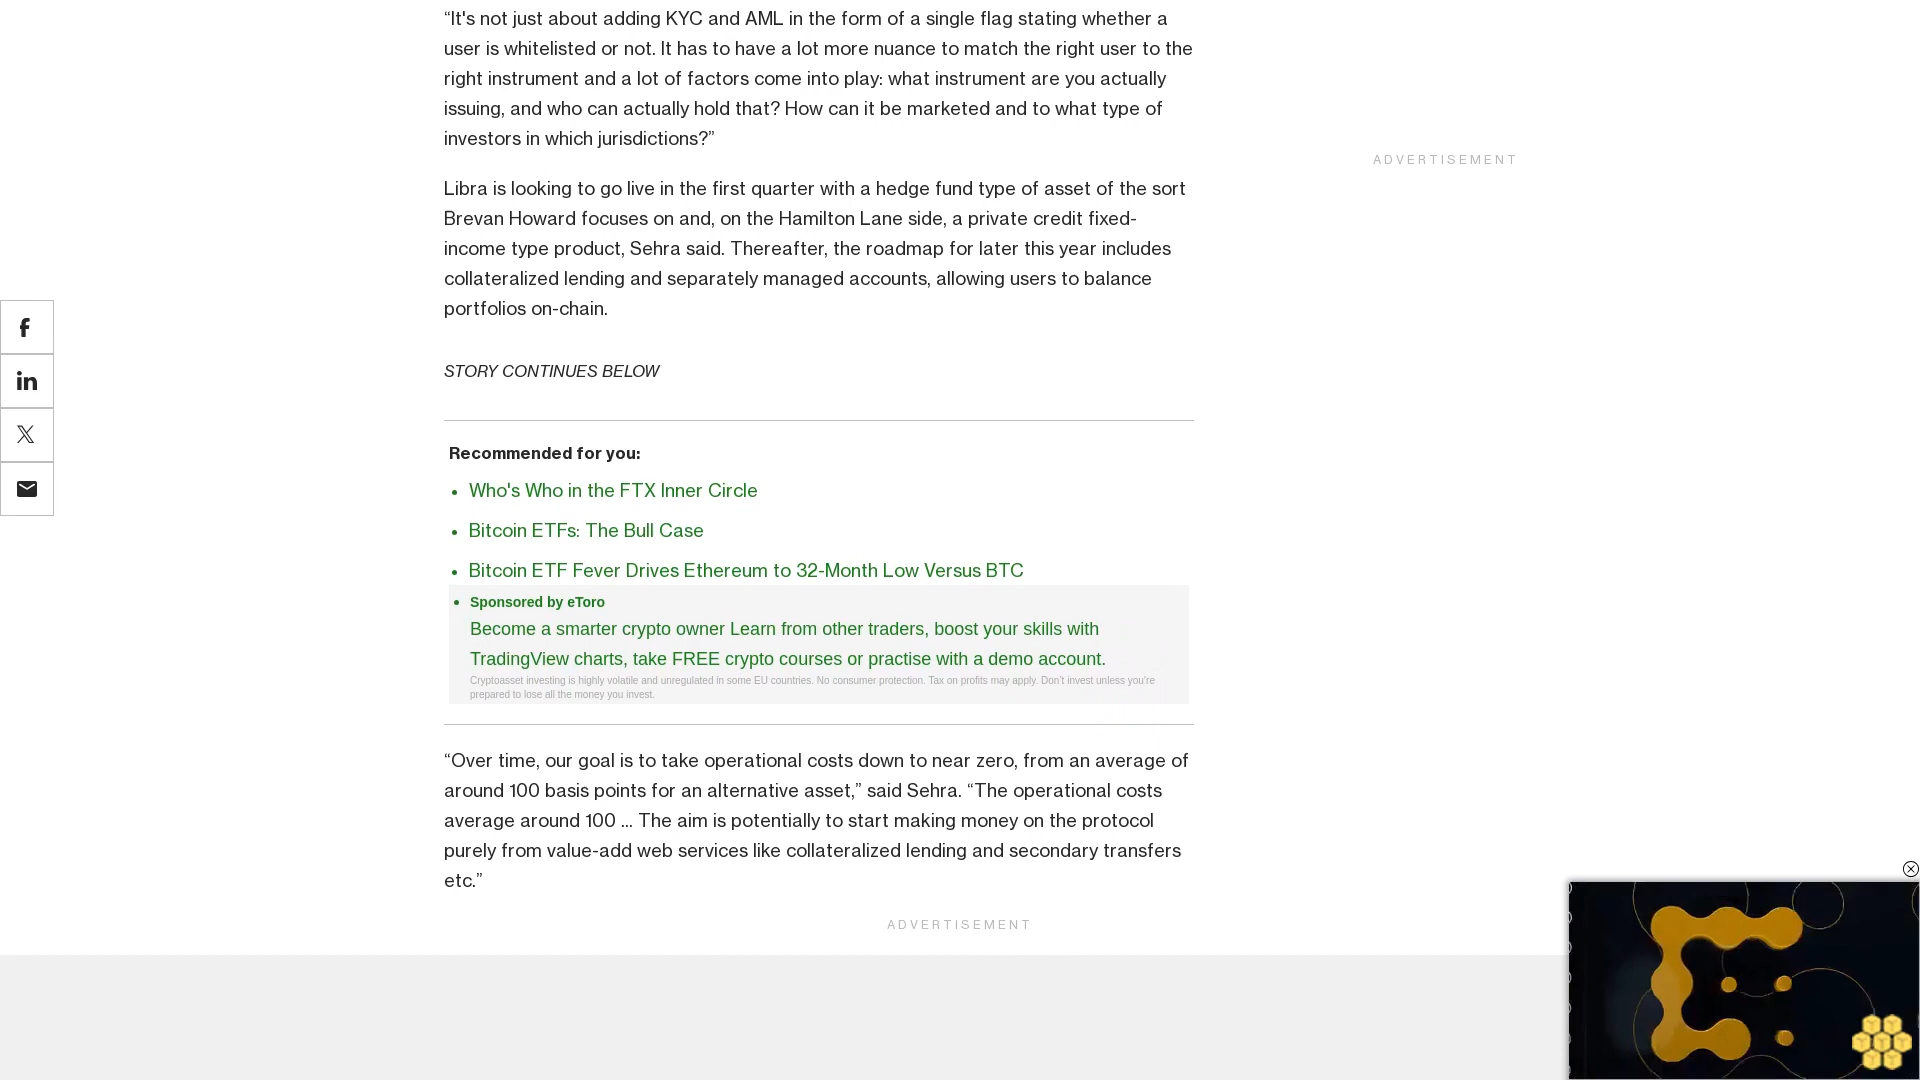 “It's not just about adding KYC and AML in the form of a single flag stating whether a
user is whitelisted or not. It has to have a lot more nuance to match the right user to the
right instrument and a lot of factors come into play: what instrument are you actually
issuing, and who can actually hold that? How can it be marketed and to what type of
investors in which jurisdictions?”
ADVERTISEMENT
Libra is looking to go live in the first quarter with a hedge fund type of asset of the sort
Brevan Howard focuses on and, on the Hamilton Lane side, a private credit fixed-
income type product, Sehra said. Thereafter, the roadmap for later this year includes
collateralized lending and separately managed accounts, allowing users to balance
portfolios on-chain.
STORY CONTINUES BELOW
Recommended for you:
• Who's Who in the FTX Inner Circle
• Bitcoin ETFs: The Bull Case
• Bitcoin ETF Fever Drives Ethereum to 32-Month Low Versus BTC
• Sponsored by eToro
Become a smarter crypto owner Learn from other traders, boost your skills with
TradingView charts, take FREE crypto courses or practise with a demo account.
Cryptoasset investing is highly volatile and unregulated in some EU countries. No consumer protection. Tax on profits may apply. Don’t invest unless you’re
prepared to lose all the money you invest.
“Over time, our goal is to take operational costs down to near zero, from an average of
around 100 basis points for an alternative asset,” said Sehra. “The operational costs
average around 100 ... The aim is potentially to start making money on the protocol
purely from value-add web services like collateralized lending and secondary transfers
etc.”
ADVERTISEMENT